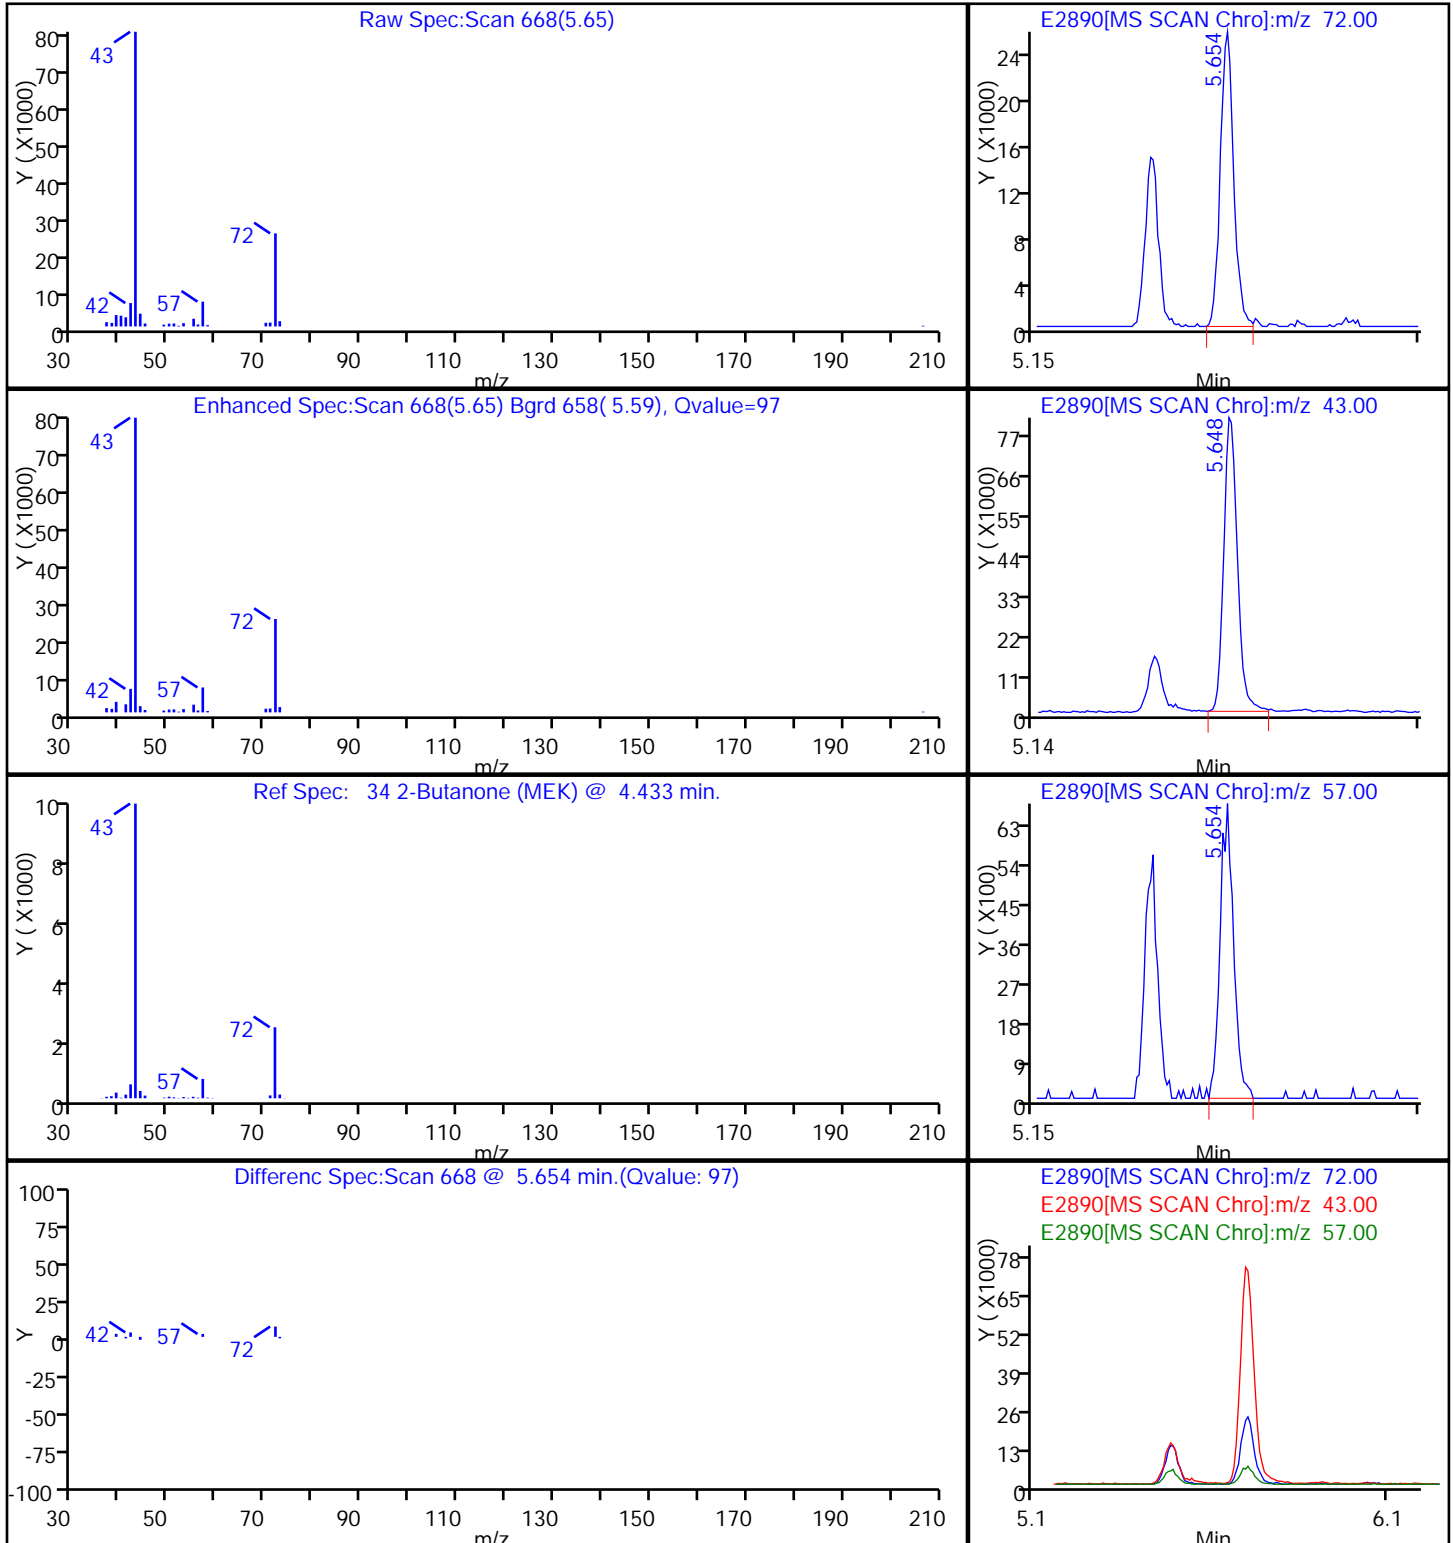 Raw Spec:Scan 668(5.65)
80
70
60
50
40
30
20
10
0
Y ( X1000)
43
42
57
72
30 50 70 90 110 130 150 170 190 210
m/z
E2890[MS SCAN Chro]:m/z 72.00
24
20
16
12
8
4
0
Y ( X1000)
5.654
5.15
Min
Enhanced Spec:Scan 668(5.65) Bgrd 658( 5.59), Qvalue=97
80
70
60
50
40
30
20
10
0
Y ( X1000)
43
42
57
72
30 50 70 90 110 130 150 170 190 210
m/z
E2890[MS SCAN Chro]:m/z 43.00
77
66
55
44
33
22
11
0
Y ( X1000)
5.648
5.14
Min
Ref Spec: 34 2-Butanone (MEK) @ 4.433 min.
10
8
6
4
2
0
Y ( X1000)
43
57
72
30 50 70 90 110 130 150 170 190 210
m/z
E2890[MS SCAN Chro]:m/z 57.00
63
54
45
36
27
18
9
0
Y ( X100)
5.654
5.15
Min
Differenc Spec:Scan 668 @ 5.654 min.(Qvalue: 97)
100
75
50
25
0
-25
-50
-75
-100
Y
42
57
72
30 50 70 90 110 130 150 170 190 210
m/z
E2890[MS SCAN Chro]:m/z 72.00
E2890[MS SCAN Chro]:m/z 43.00
E2890[MS SCAN Chro]:m/z 57.00
78
65
52
39
26
13
0
Y ( X1000)
5.1 6.1
Min